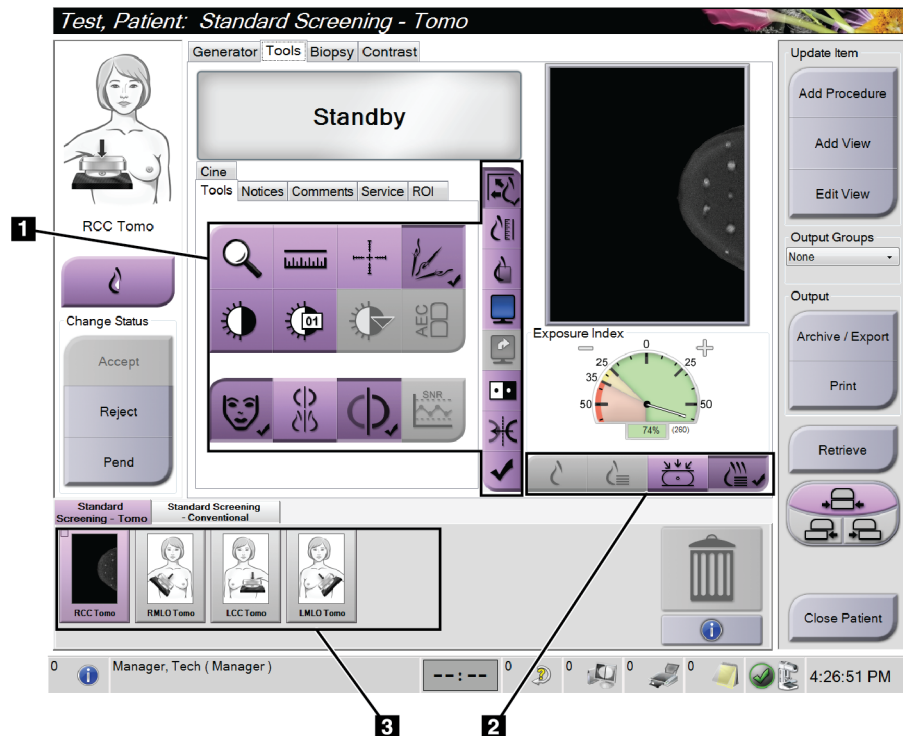 Test, Patient:  Standard Screening - Tomo
Generator Tools Biopsy Contrast
Update Item
Add Procedure
Add View
Edit View
Standby
Cine
Tools Notices Comments Service ROI
RCC Tomo
1
Output Groups
None
Change Status
Accept
Reject
Pend
01
AEC
SNR
Output
Archive / Export
Print
Exposure Index
0
25 25
35
50 50
74% (260)
Retrieve
Standard Screening - Tomo
Standard Screening - Conventional
RCC Tomo
RMLO Tomo
LCC Tomo
LMLO Tomo
Close Patient
0 Manager, Tech ( Manager ) --:-- 0 0 0 0 4:26:51 PM
3 2